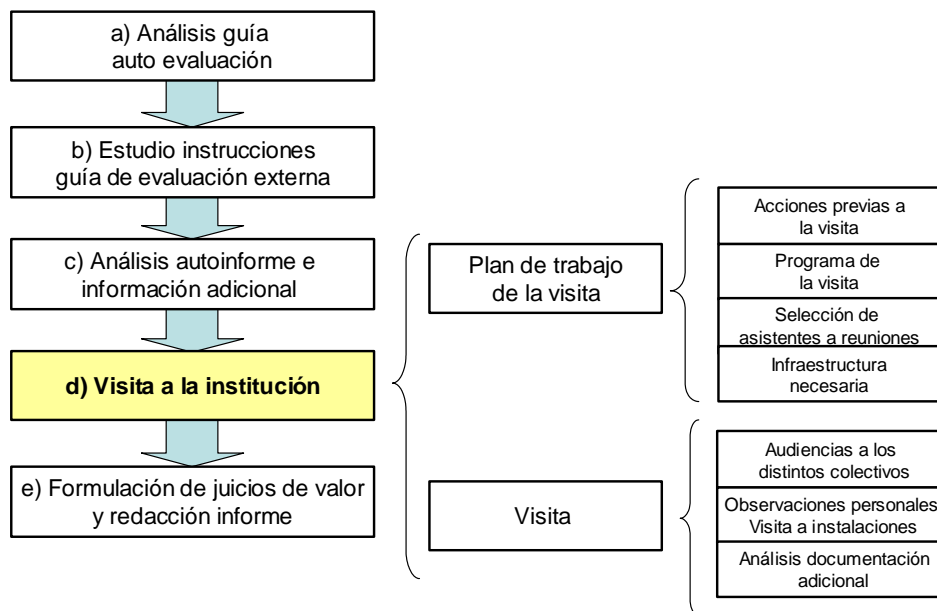 a) Análisis guía
auto evaluación
b) Estudio instrucciones
guía de evaluación externa
c) Análisis autoinforme e
información adicional
d) Visita a la institución
e) Formulación de juicios de valor
y redacción informe
Plan de trabajo
de la visita
Visita
Acciones previas a
la visita
Programa de
la visita
Selección de
asistentes a reuniones
Infraestructura
necesaria
Audiencias a los
distintos colectivos
Observaciones personales
Visita a instalaciones
Análisis documentación
adicional